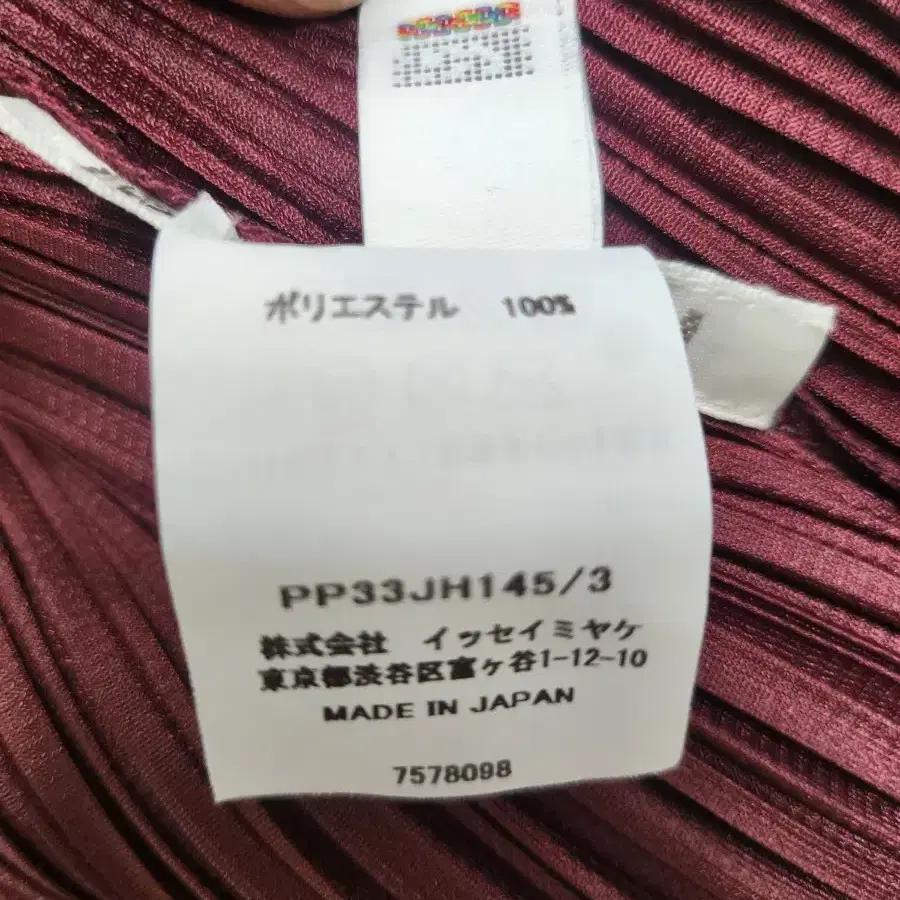 ポリエステル 100%
PP33JH145/3
株式会社 イッセイミヤケ
東京都渋谷区富ヶ谷1-12-10
MADE IN JAPAN
7578098